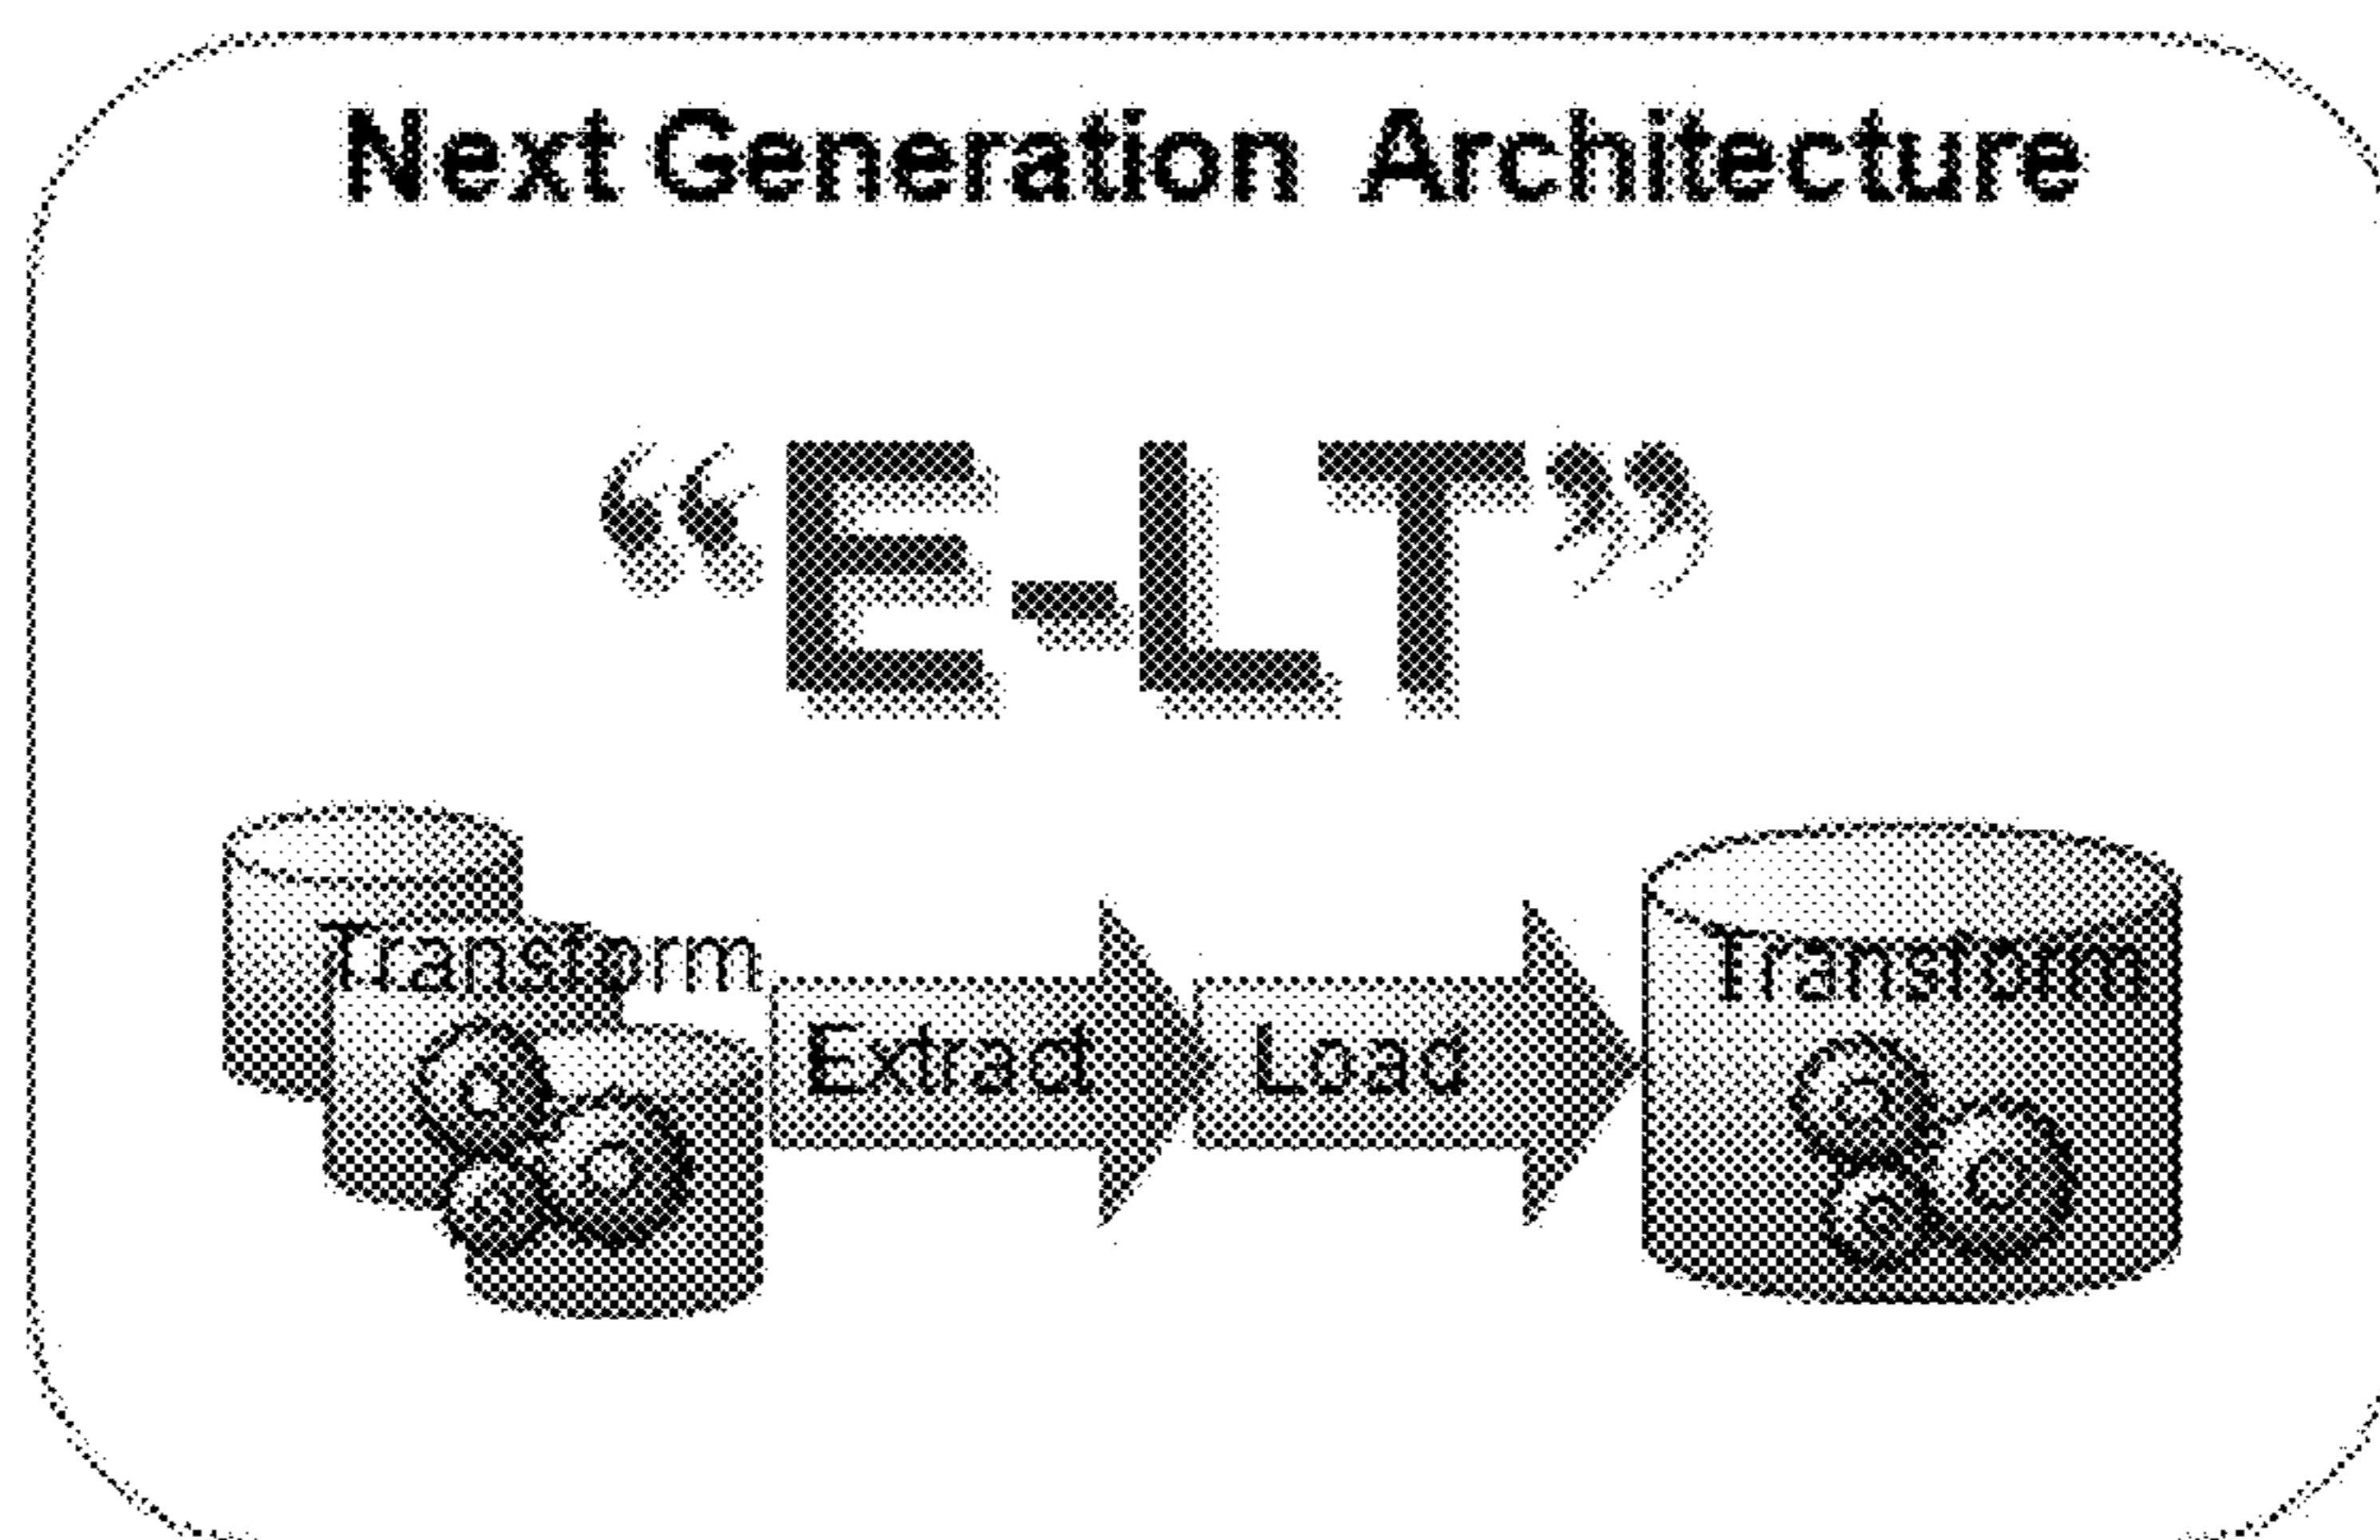 Next Generation Architecture
“E-LT”
Transform
Extract
Load
Transform